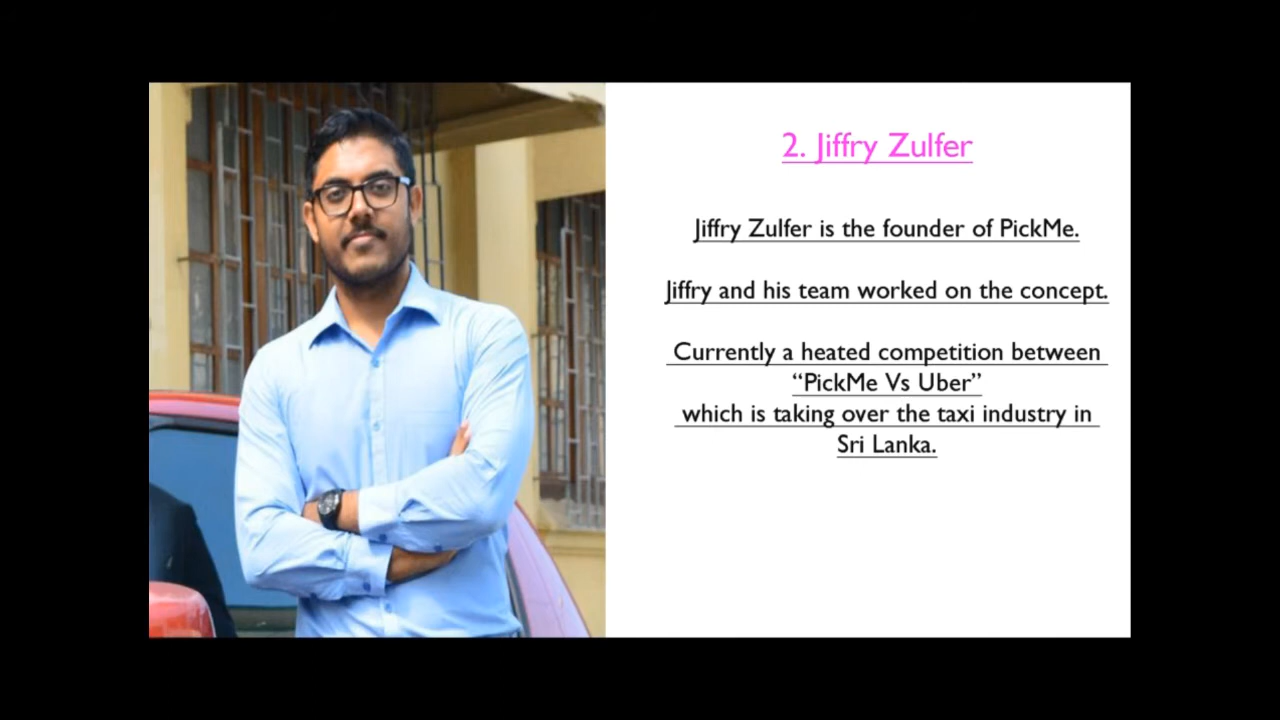 2. Jiffry Zulfer
Jiffry Zulfer is the founder of PickMe.
Jiffry and his team worked on the concept.
Currently a heated competition between
“PickMe Vs Uber”
which is taking over the taxi industry in
Sri Lanka.